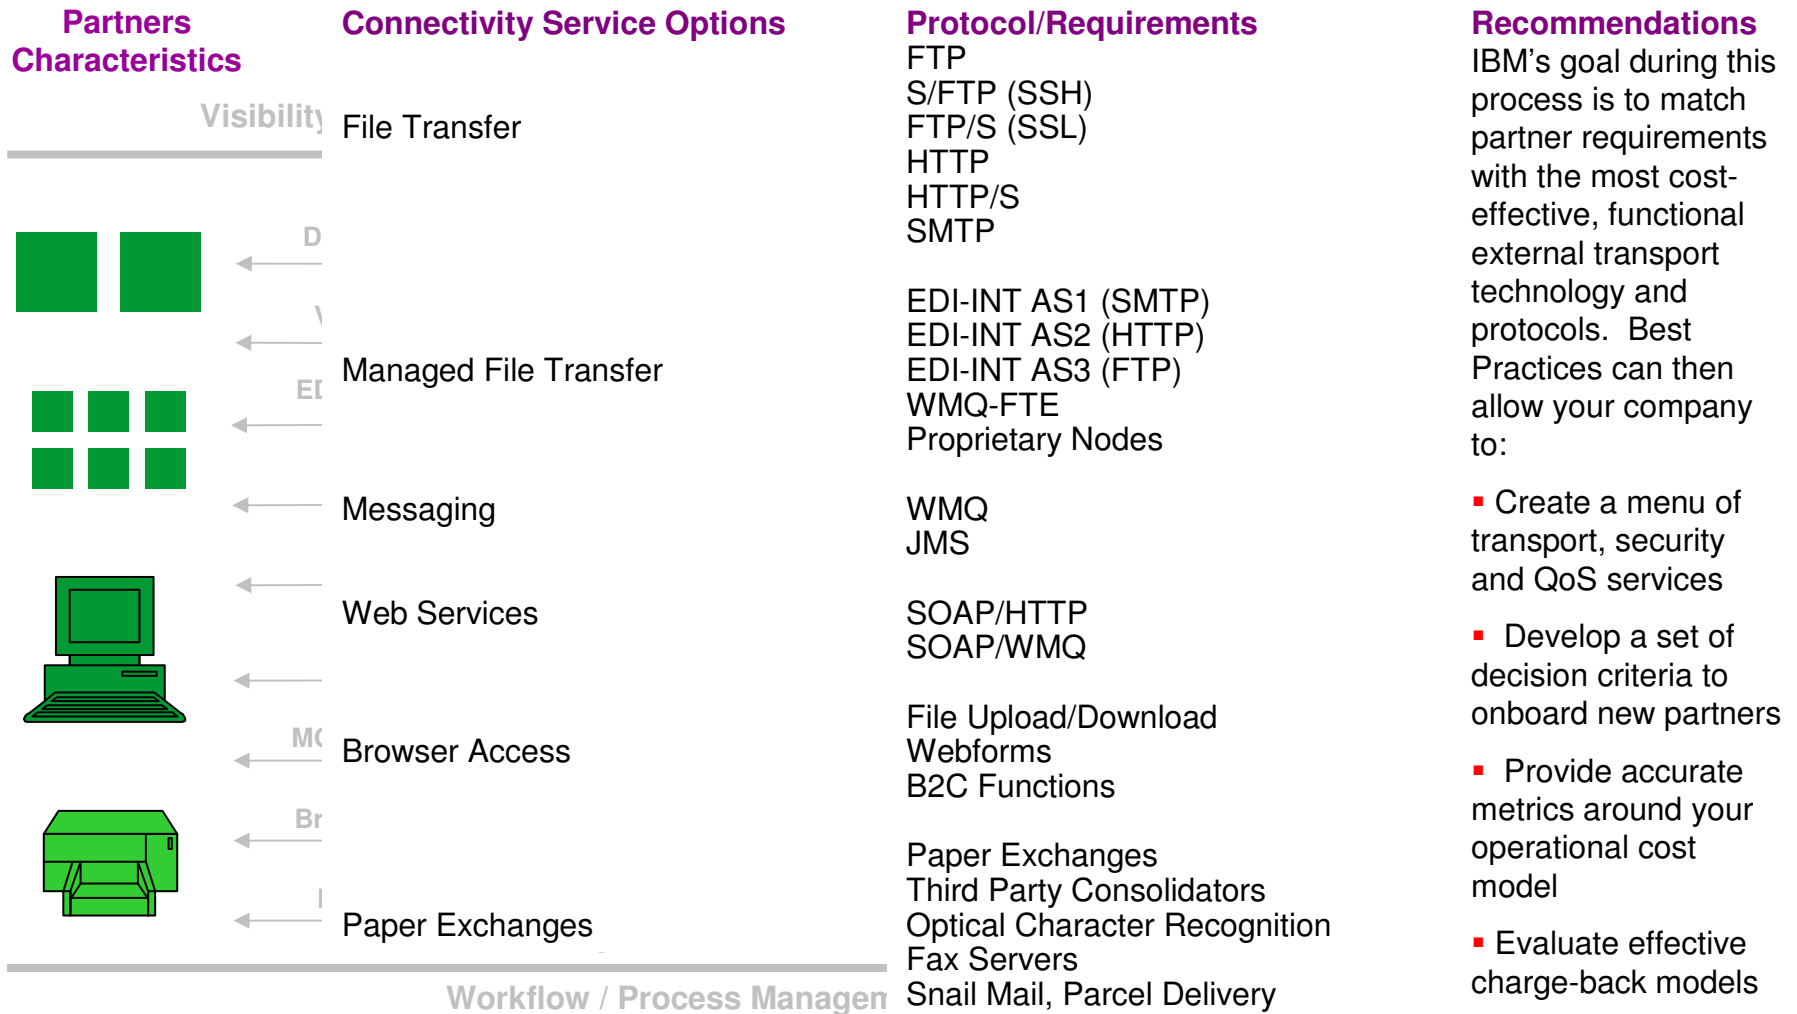 Partners
Characteristics
Visibility
Connectivity Service Options
File Transfer
Managed File Transfer
Messaging
Web Services
Browser Access
Paper Exchanges
Protocol/Requirements
FTP
S/FTP (SSH)
FTP/S (SSL)
HTTP
HTTP/S
SMTP
EDI-INT AS1 (SMTP)
EDI-INT AS2 (HTTP)
EDI-INT AS3 (FTP)
WMQ-FTE
Proprietary Nodes
WMQ
JMS
SOAP/HTTP
SOAP/WMQ
File Upload/Download
Webforms
B2C Functions
Paper Exchanges
Third Party Consolidators
Optical Character Recognition
Fax Servers
Snail Mail, Parcel Delivery
Workflow / Process
Recommendations
IBM's goal during this
process is to match
partner requirements
with the most cost-
effective, functional
external transport
technology and
protocols.  Best
Practices can then
allow your company
to:
▪ Create a menu of
transport, security
and QoS services
▪ Develop a set of
decision criteria to
onboard new partners
▪ Provide accurate
metrics around your
operational cost
model
▪ Evaluate effective
charge-back models